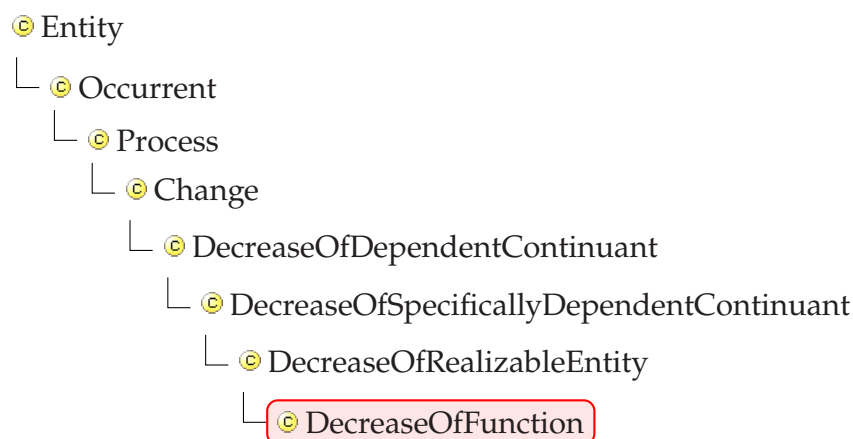 Entity
Occurrent
Process
Change
DecreaseOfDependentContinuant
DecreaseOfSpecificallyDependentContinuant
DecreaseOfRealizableEntity
DecreaseOfFunction